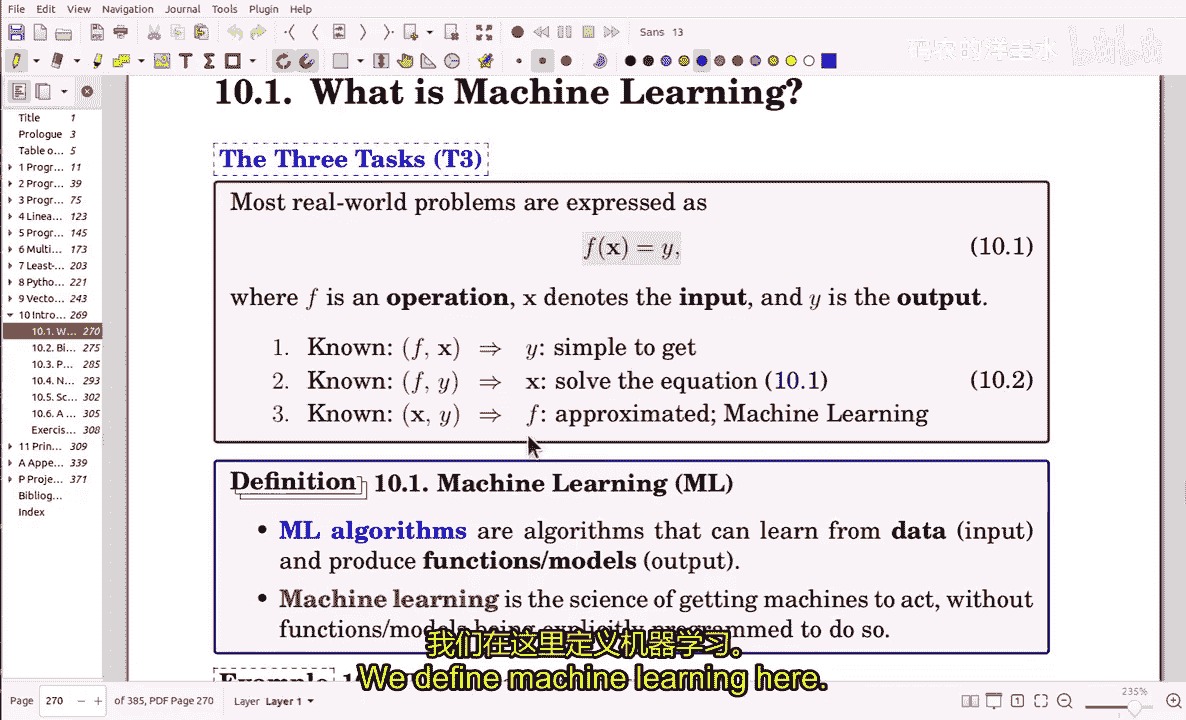 File Edit View Navigation Journal Tools Plugin Help
Sans 13
Title 1
Prologue 3
Table o... 5
1 Progr... 11
2 Progr... 39
3 Progr... 75
4 Linea... 123
5 Progr... 145
6 Multi... 173
7 Least-... 203
8 Pytho... 221
9 Vecto... 243
10 Intro... 269
10.1. W... 270
10.2. Bi... 275
10.3. P... 285
10.4. N... 293
10.5. Sc... 302
10.6. A ... 305
Exercis... 308
11 Prin... 309
A Appe... 339
P Proje... 371
Bibliog...
Index
10.1. What is Machine Learning?
The Three Tasks (T3)
Most real-world problems are expressed as
f(x) = y, (10.1)
where f is an operation, x denotes the input, and y is the output.
1. Known: (f, x) ⇒ y: simple to get
2. Known: (f, y) ⇒ x: solve the equation (10.1) (10.2)
3. Known: (x, y) ⇒ f: approximated; Machine Learning
Definition 10.1. Machine Learning (ML)
• ML algorithms are algorithms that can learn from data (input)
and produce functions/models (output).
• Machine learning is the science of getting machines to act, without
functions/models being explicitly programmed to do so.
我们在这里定义机器学习。
We define machine learning here.
Page 270 − + of 385, PDF Page 270 Layer Layer 1
235%